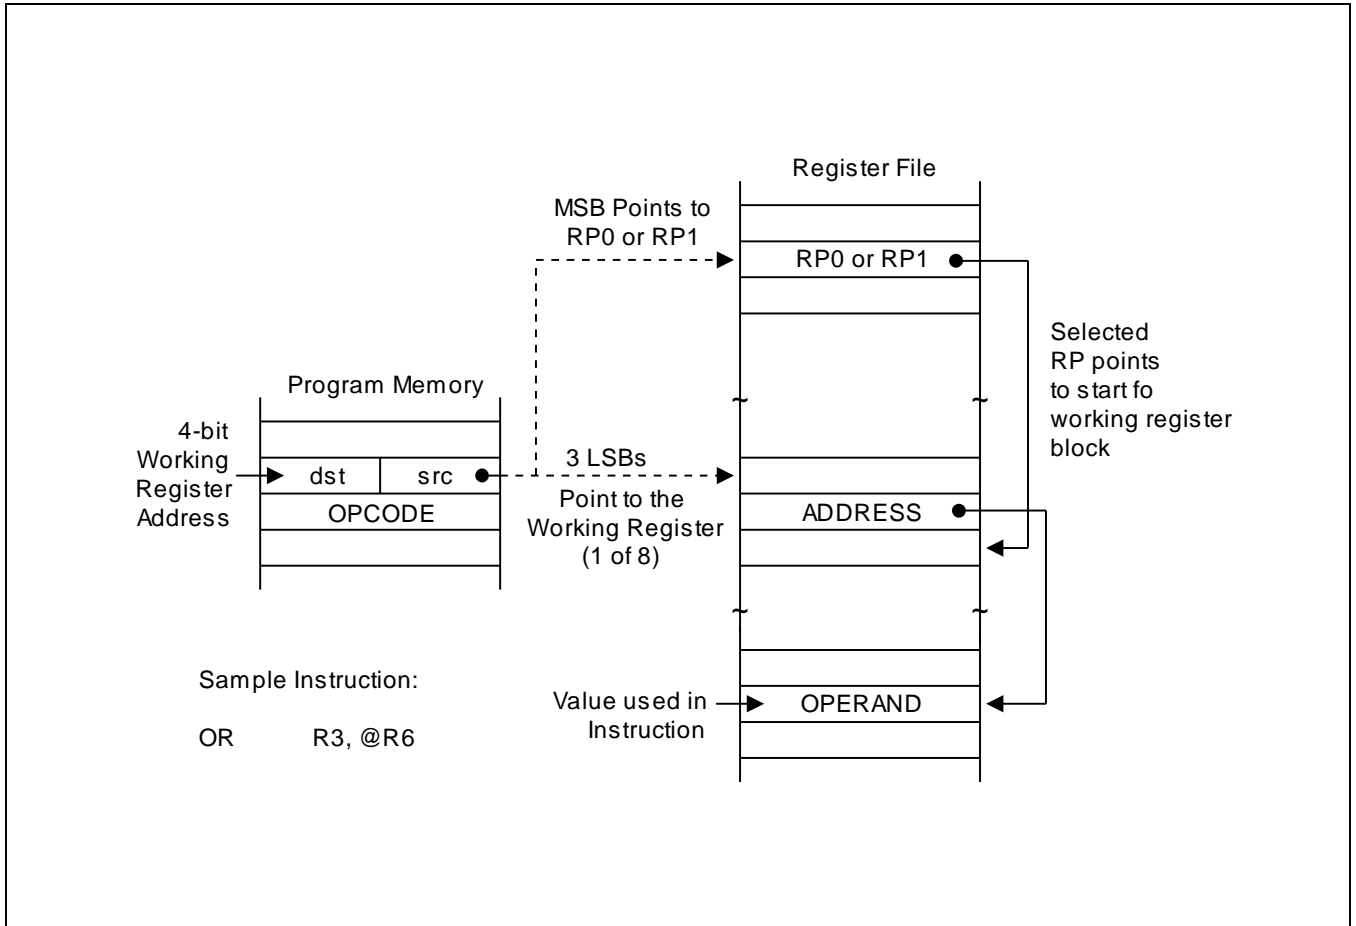 Register File
MSB Points to
RP0 or RP1
RP0 or RP1
Selected
RP points
to start fo
working register
block
Program Memory
4-bit
Working
Register
Address
dst
src
OPCODE
3 LSBs
Point to the
Working Register
(1 of 8)
ADDRESS
~
~
~
~
Sample Instruction:
OR R3, @R6
Value used in
Instruction
OPERAND